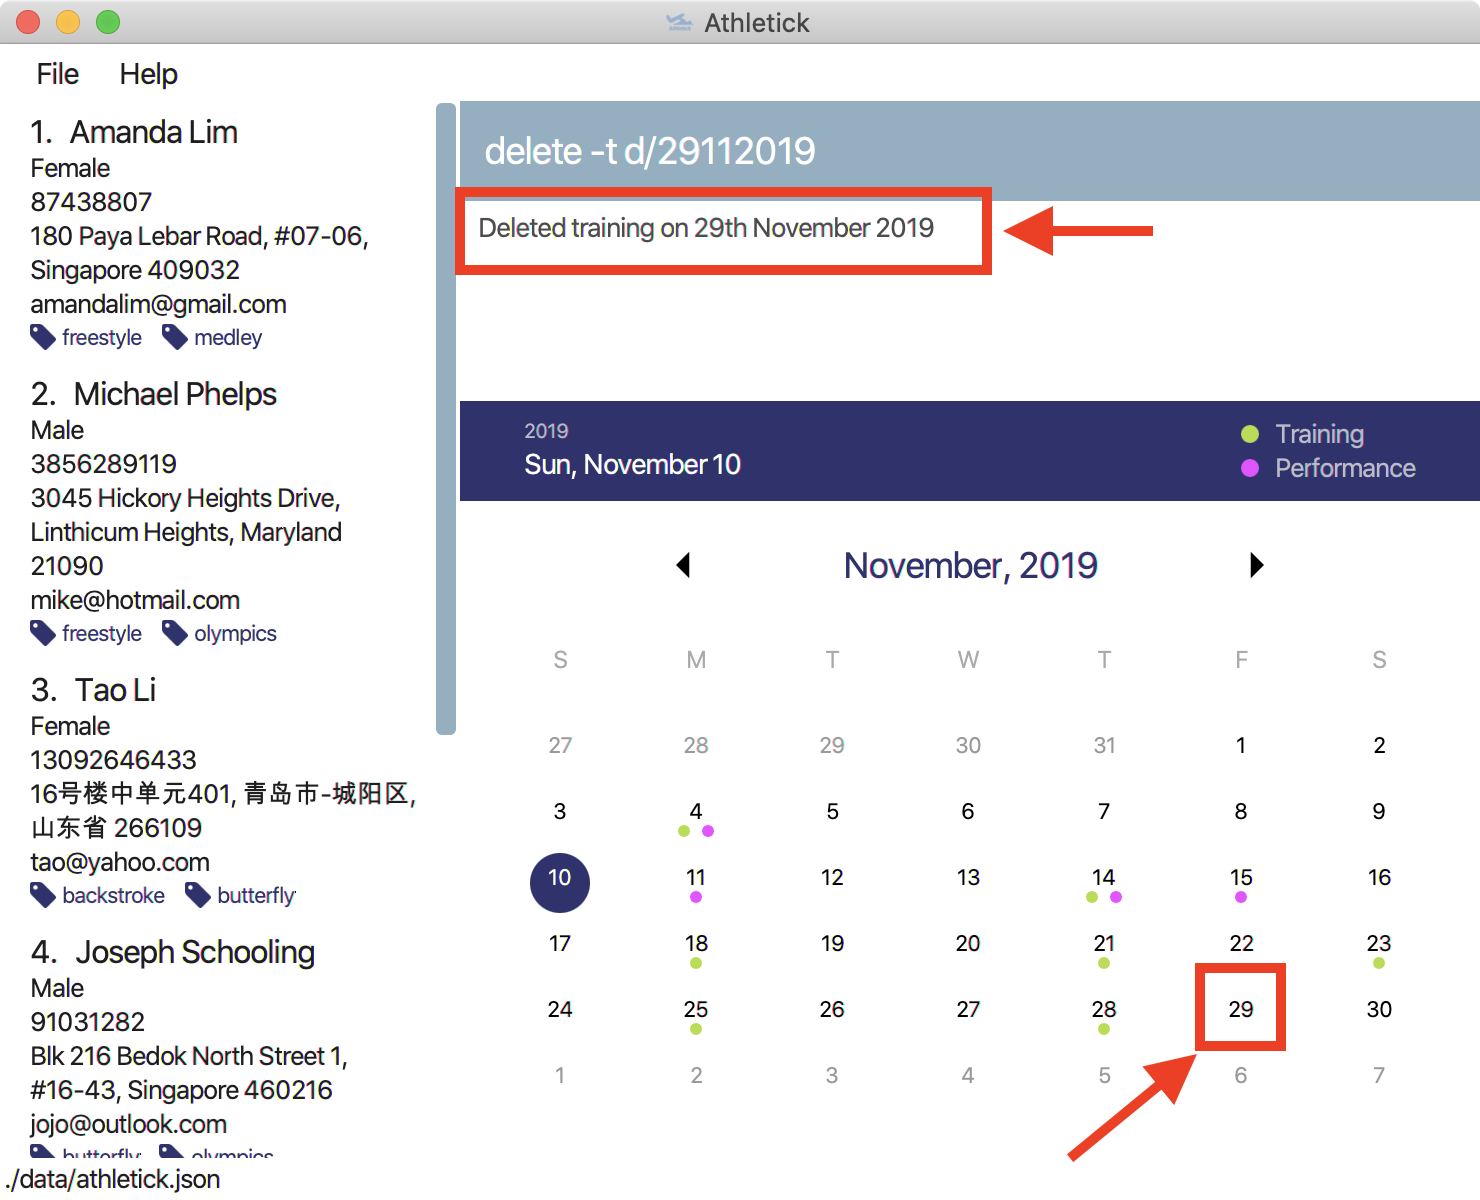 Athletick
File Help
1. Amanda Lim
Female
87438807
180 Paya Lebar Road, #07-06,
Singapore 409032
amandalim@gmail.com
freestyle medley
2. Michael Phelps
Male
3856289119
3045 Hickory Heights Drive,
Linthicum Heights, Maryland
21090
mike@hotmail.com
freestyle olympics
3. Tao Li
Female
13092646433
16号楼中单元401, 青岛市-城阳区,
山东省 266109
tao@yahoo.com
backstroke butterfly
4. Joseph Schooling
Male
91031282
Blk 216 Bedok North Street 1,
#16-43, Singapore 460216
jojo@outlook.com
butterfly olympics
./data/athletick.json
delete -t d/29112019
Deleted training on 29th November 2019
2019
Sun, November 10
Training
Performance
November, 2019
S M T W T F S
27 28 29 30 31 1 2
3 4 5 6 7 8 9
10 11 12 13 14 15 16
17 18 19 20 21 22 23
24 25 26 27 28 29 30
1 2 3 4 5 6 7